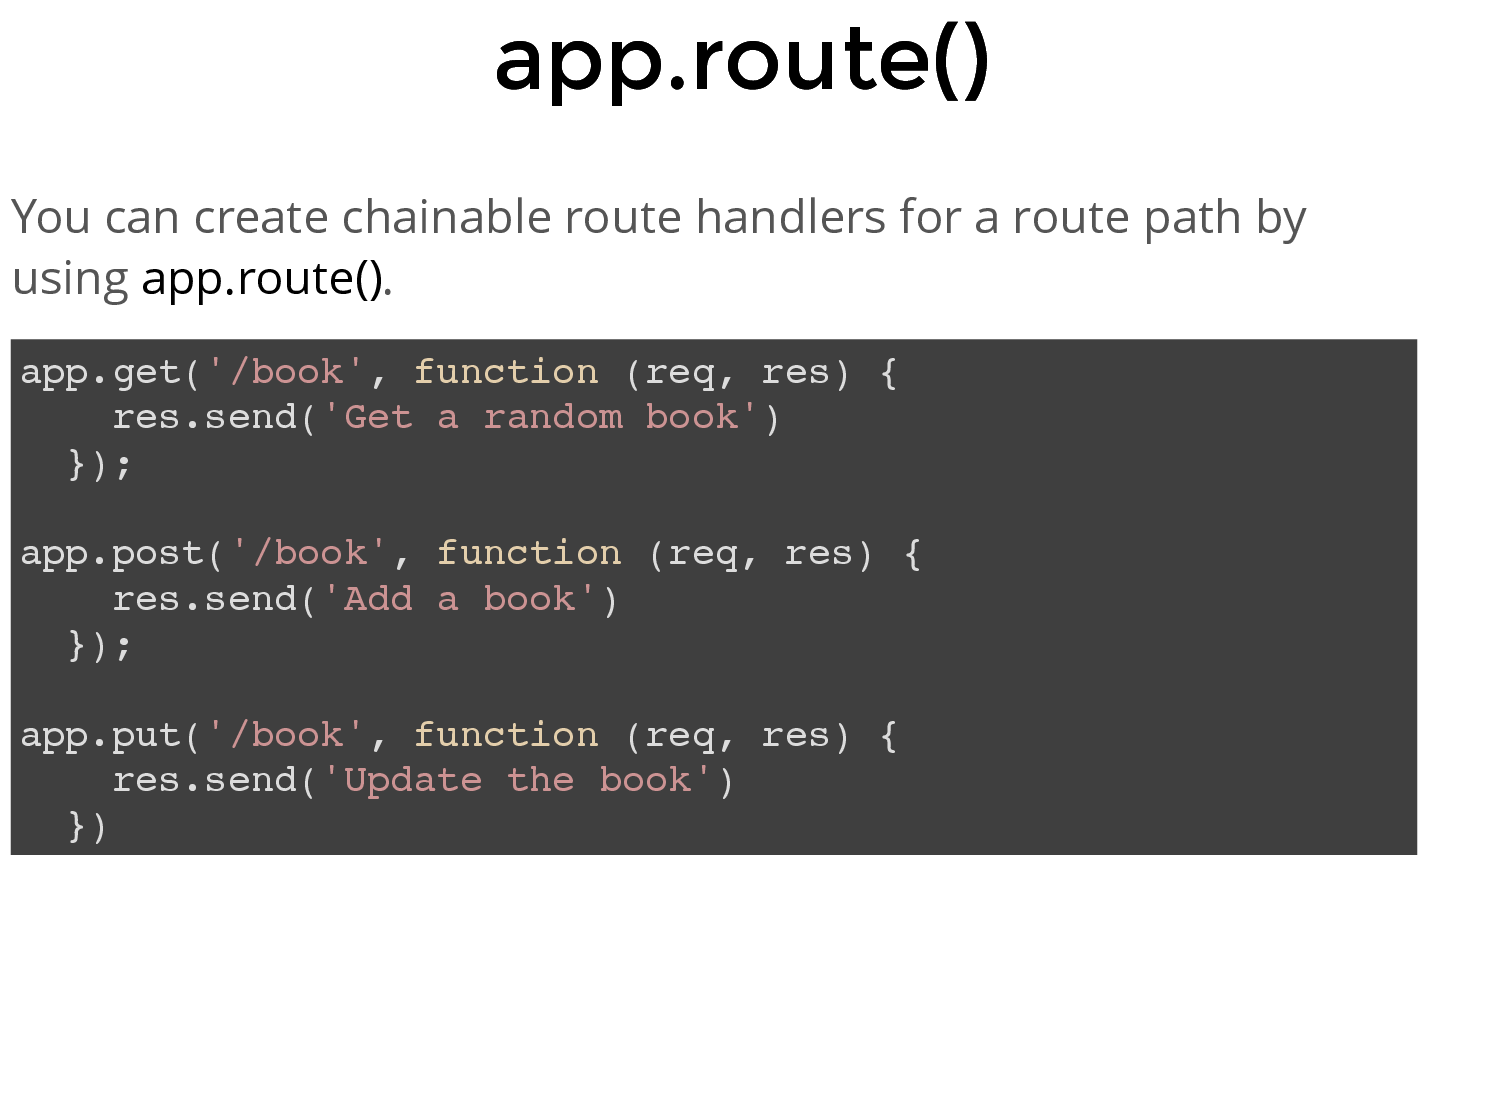 app.route()
You can create chainable route handlers for a route path by
using app.route().
app.get('/book', function (req, res) {
    res.send('Get a random book')
  });

app.post('/book', function (req, res) {
    res.send('Add a book')
  });

app.put('/book', function (req, res) {
    res.send('Update the book')
  })